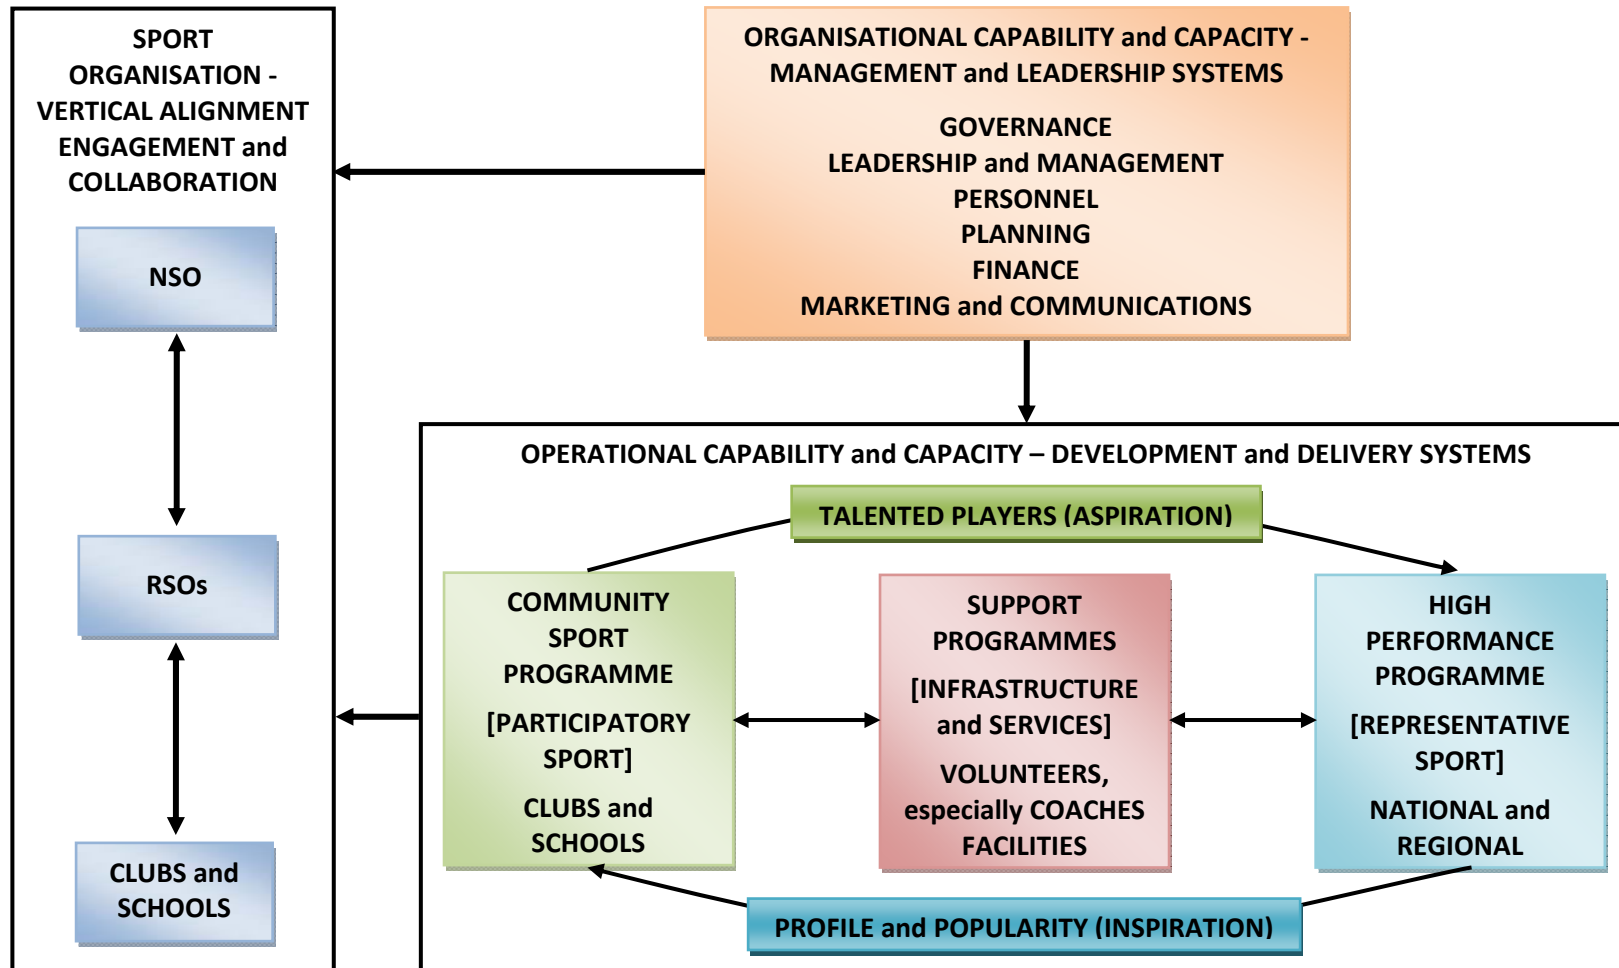 SPORT
ORGANISATION -
VERTICAL ALIGNMENT
ENGAGEMENT and
COLLABORATION
NSO
RSOs
CLUBS and
SCHOOLS
ORGANISATIONAL CAPABILITY and CAPACITY -
MANAGEMENT and LEADERSHIP SYSTEMS
GOVERNANCE
LEADERSHIP and MANAGEMENT
PERSONNEL
PLANNING
FINANCE
MARKETING and COMMUNICATIONS
OPERATIONAL CAPABILITY and CAPACITY – DEVELOPMENT and DELIVERY SYSTEMS
TALENTED PLAYERS (ASPIRATION)
COMMUNITY
SPORT
PROGRAMME
[PARTICIPATORY
SPORT]
CLUBS and
SCHOOLS
SUPPORT
PROGRAMMES
[INFRASTRUCTURE
and SERVICES]
VOLUNTEERS,
especially COACHES
FACILITIES
HIGH
PERFORMANCE
PROGRAMME
[REPRESENTATIVE
SPORT]
NATIONAL and
REGIONAL
PROFILE and POPULARITY (INSPIRATION)